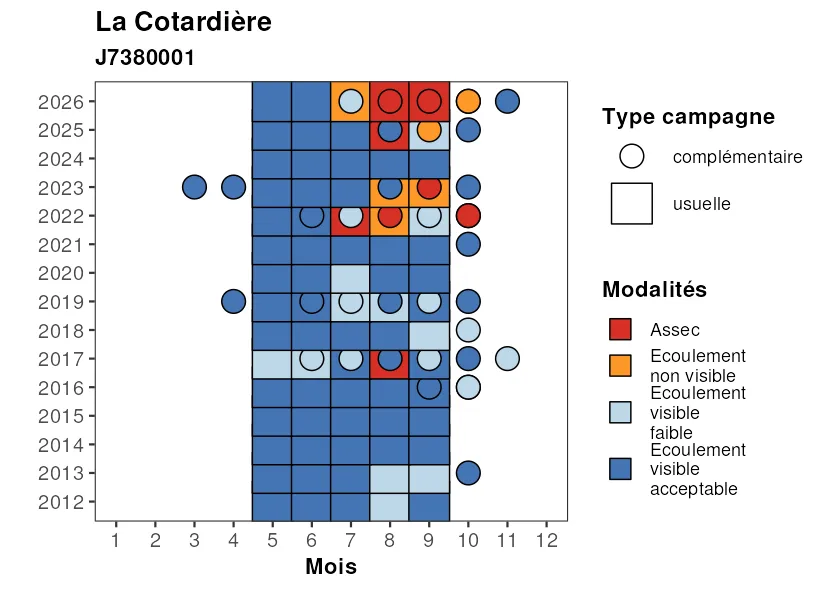 La Cotardière
J7380001
2026
2025
2024
2023
2022
2021
2020
2019
2018
2017
2016
2015
2014
2013
2012
1 2 3 4 5 6 7 8 9 10 11 12
Mois
Type campagne
complémentaire
usuelle
Modalités
Assec
Ecoulement
non visible
Ecoulement
visible
faible
Ecoulement
visible
acceptable